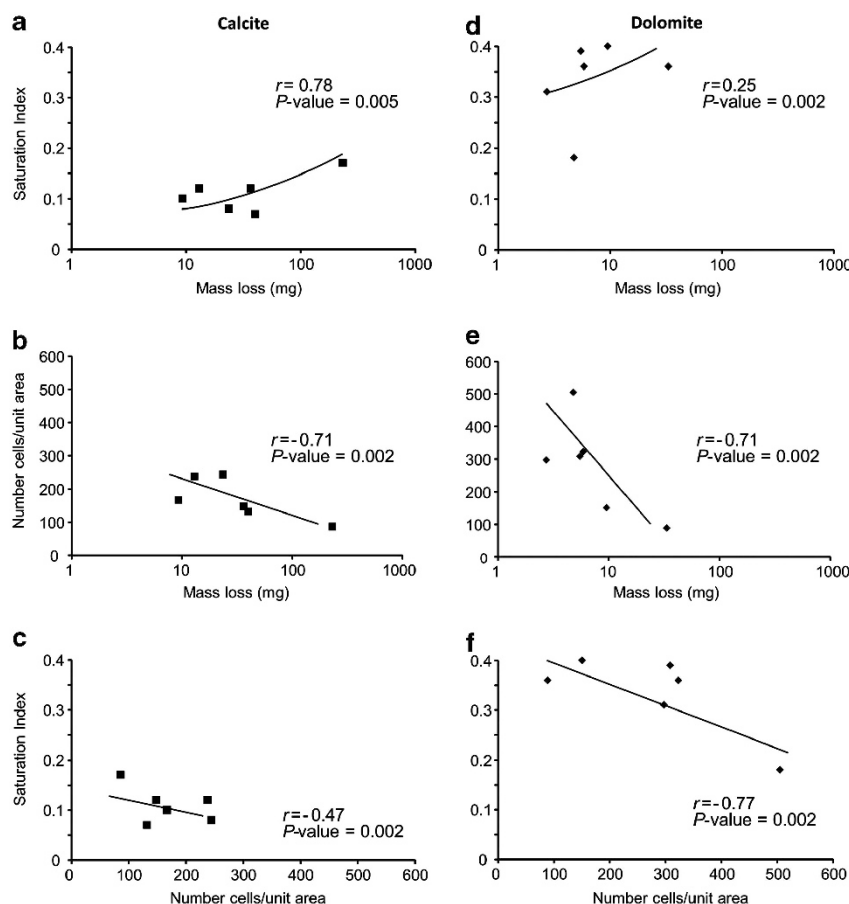 a
Calcite
0.4
0.3
0.2
0.1
0
Saturation Index
r= 0.78
P-value = 0.005
1
10
100
1000
Mass loss (mg)
d
Dolomite
0.4
0.3
0.2
0.1
0
r=0.25
P-value = 0.002
1
10
100
1000
Mass loss (mg)
b
600
500
400
300
200
100
0
Number cells/unit area
r=-0.71
P-value = 0.002
1
10
100
1000
Mass loss (mg)
e
600
500
400
300
200
100
0
r=-0.71
P-value = 0.002
1
10
100
1000
Mass loss (mg)
c
0.4
0.3
0.2
0.1
0
Saturation Index
r=-0.47
P-value = 0.002
0
100
200
300
400
500
600
Number cells/unit area
f
0.4
0.3
0.2
0.1
0
r=-0.77
P-value = 0.002
0
100
200
300
400
500
600
Number cells/unit area